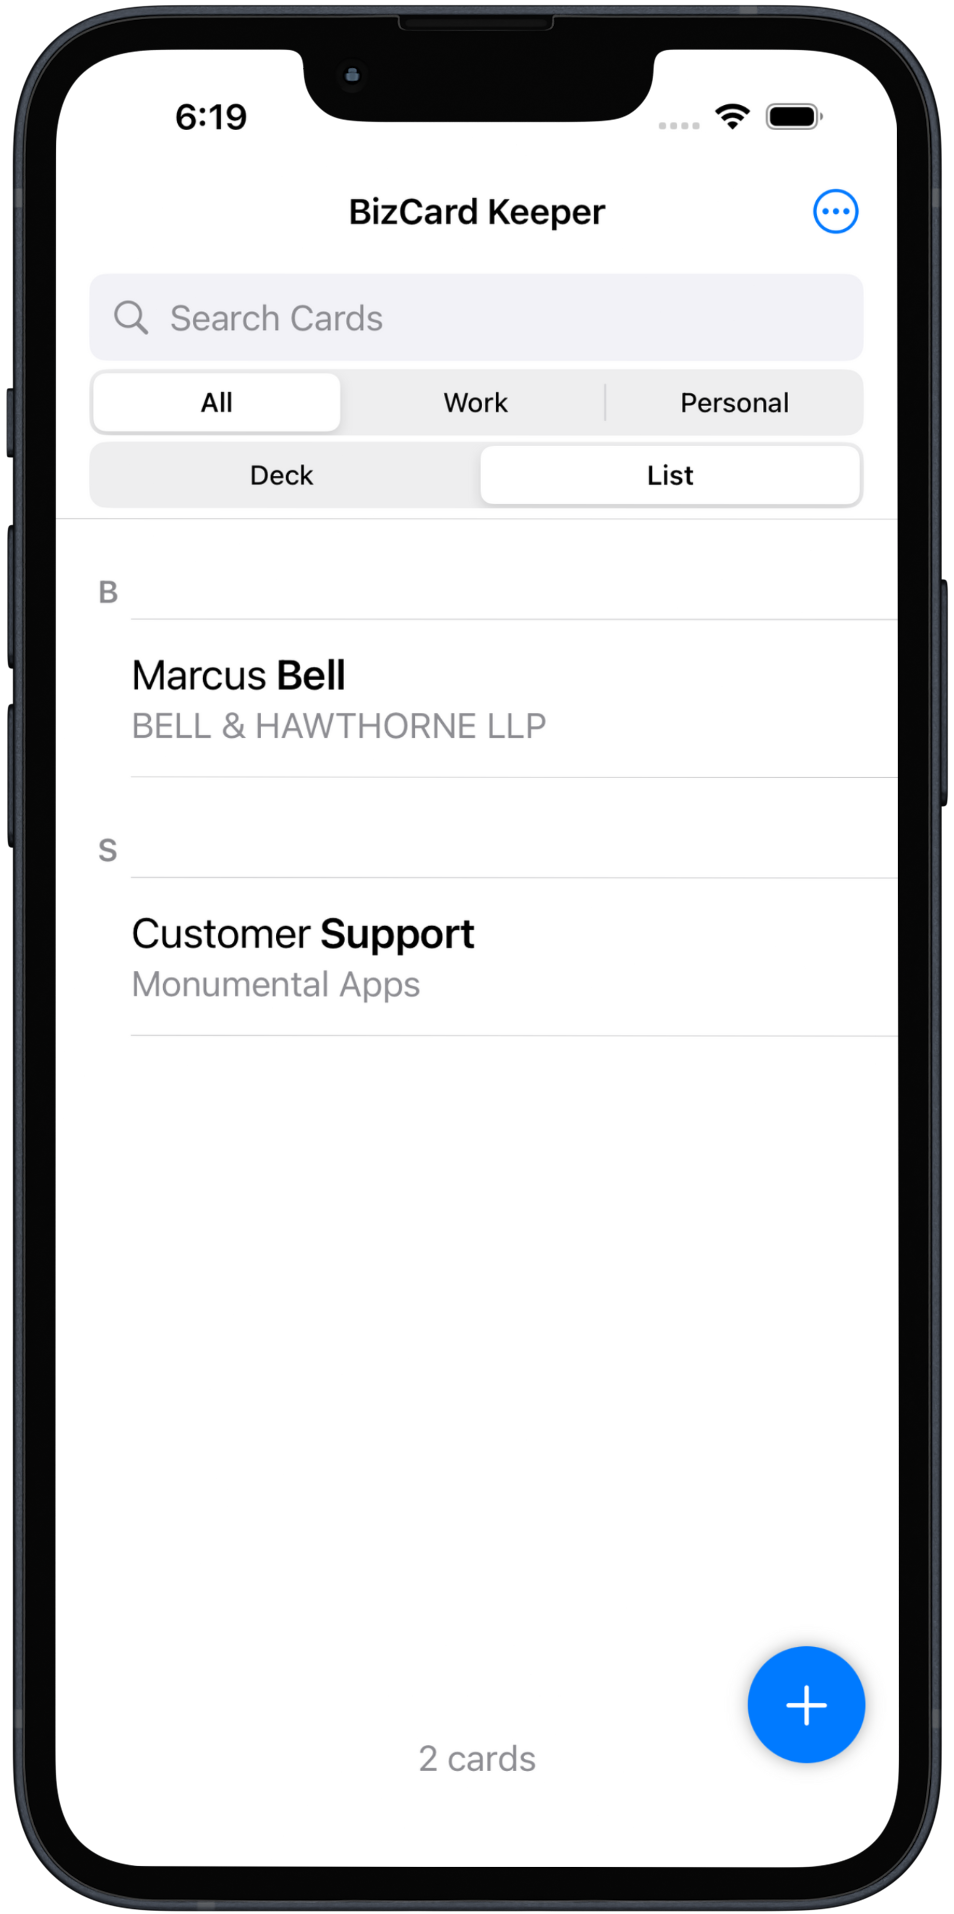 6:19
BizCard Keeper
Search Cards
All Work Personal
Deck List
B
Marcus Bell
BELL & HAWTHORNE LLP
S
Customer Support
Monumental Apps
2 cards